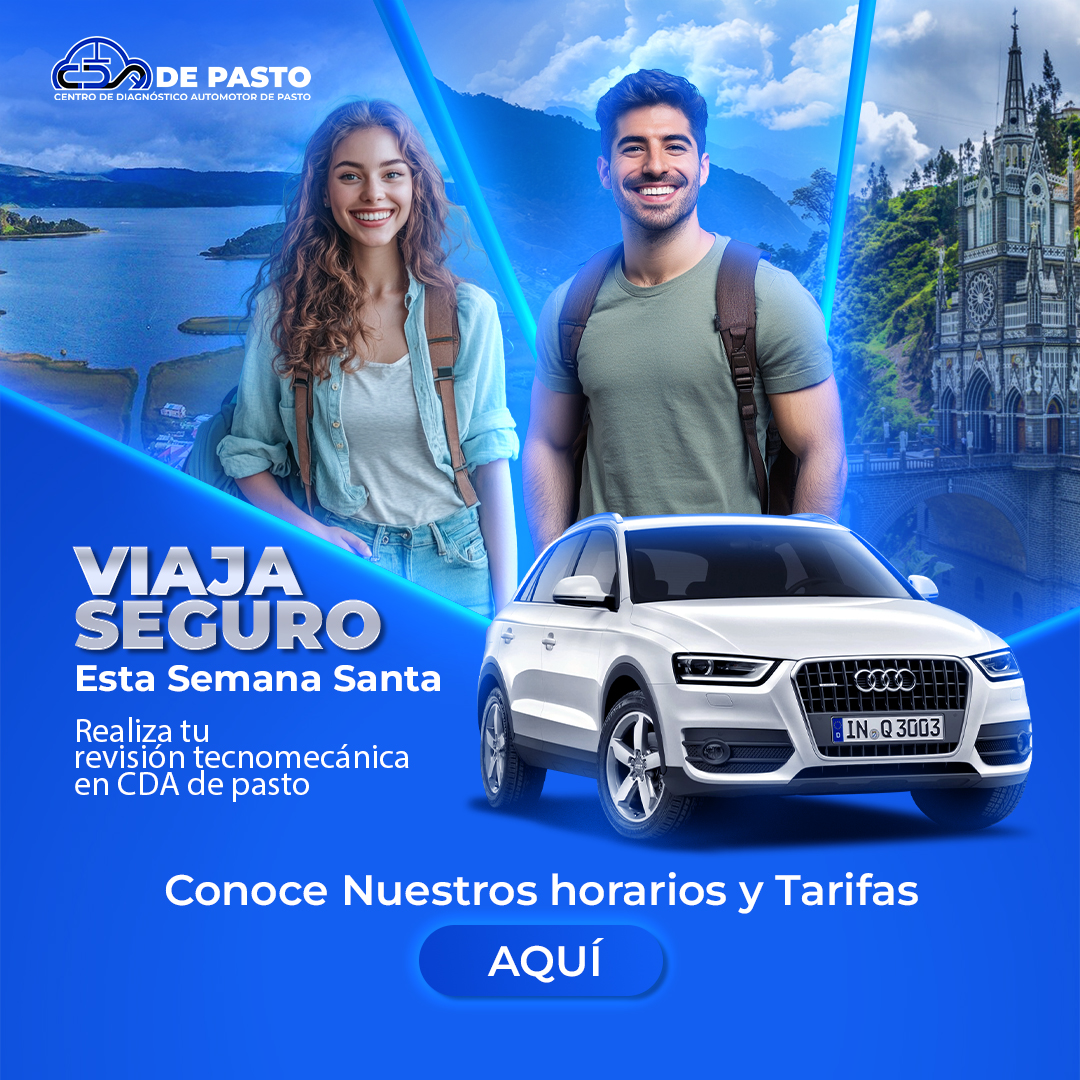 CDA DE PASTO
CENTRO DE DIAGNÓSTICO AUTOMOTOR DE PASTO
VIAJA
SEGURO
Esta Semana Santa
Realiza tu
revisión tecnomecánica
en CDA de pasto
IN Q 3003
Conoce Nuestros horarios y Tarifas
AQUÍ